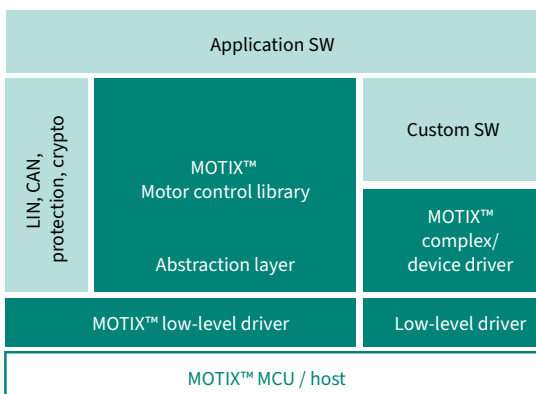 Application SW
LIN, CAN,
protection, crypto
MOTIX™
Motor control library
Abstraction layer
Custom SW
MOTIX™
complex/
device driver
MOTIX™ low-level driver
Low-level driver
MOTIX™ MCU / host